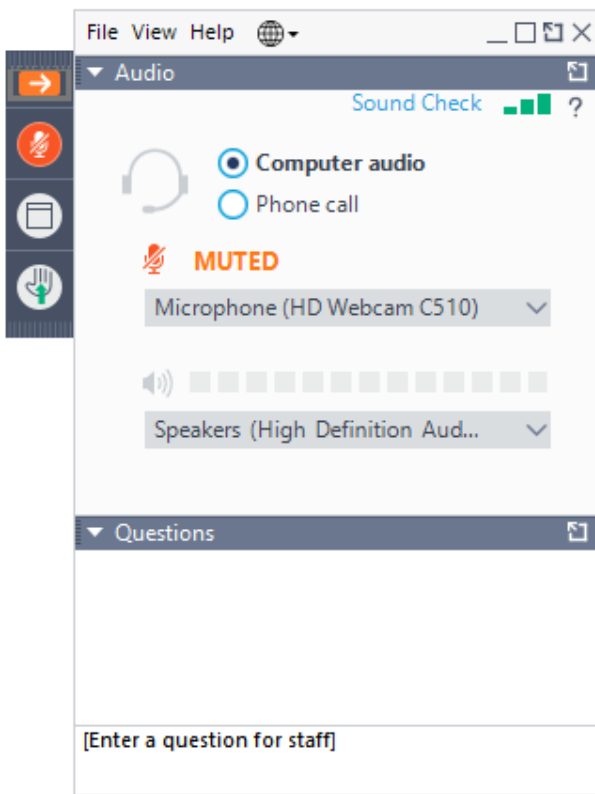 File View Help
Audio
Sound Check ?
Computer audio
Phone call
MUTED
Microphone (HD Webcam C510)
Speakers (High Definition Aud...
Questions
[Enter a question for staff]